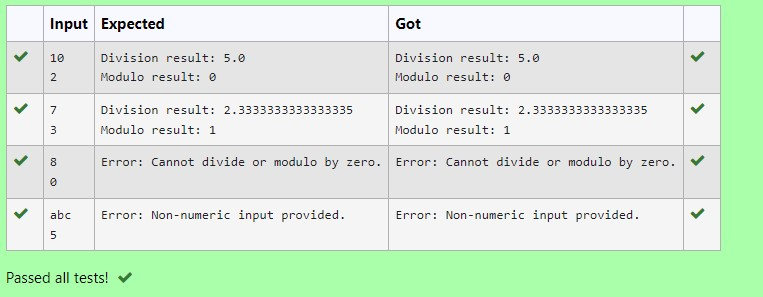 Input Expected Got
10 Division result: 5.0 Division result: 5.0
2 Modulo result: 0 Modulo result: 0
7 Division result: 2.3333333333333335 Division result: 2.3333333333333335
3 Modulo result: 1 Modulo result: 1
8 Error: Cannot divide or modulo by zero. Error: Cannot divide or modulo by zero.
0
abc Error: Non-numeric input provided. Error: Non-numeric input provided.
5
Passed all tests!